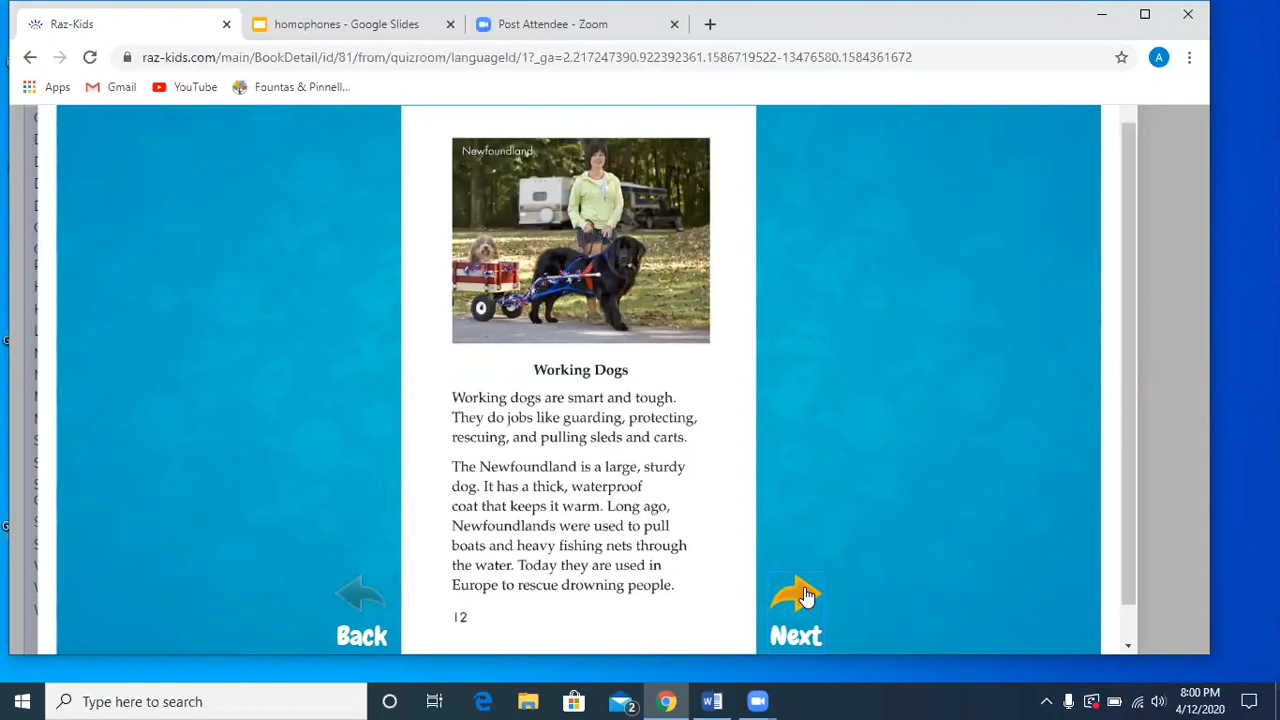 Raz-Kids
homophones - Google Slides
Post Attendee - Zoom
raz-kids.com/main/BookDetail/id/81/from/quizroom/languageId/1?_ga=2.217247390.922392361.1586719522-13476580.1584361672
A
Apps
Gmail
YouTube
Fountas & Pinnell...
Newfoundland
Working Dogs
Working dogs are smart and tough.
They do jobs like guarding, protecting,
rescuing, and pulling sleds and carts.
The Newfoundland is a large, sturdy
dog. It has a thick, waterproof
coat that keeps it warm. Long ago,
Newfoundlands were used to pull
boats and heavy fishing nets through
the water. Today they are used in
Europe to rescue drowning people.
12
Back
Next
Type here to search
2
8:00 PM
4/12/2020